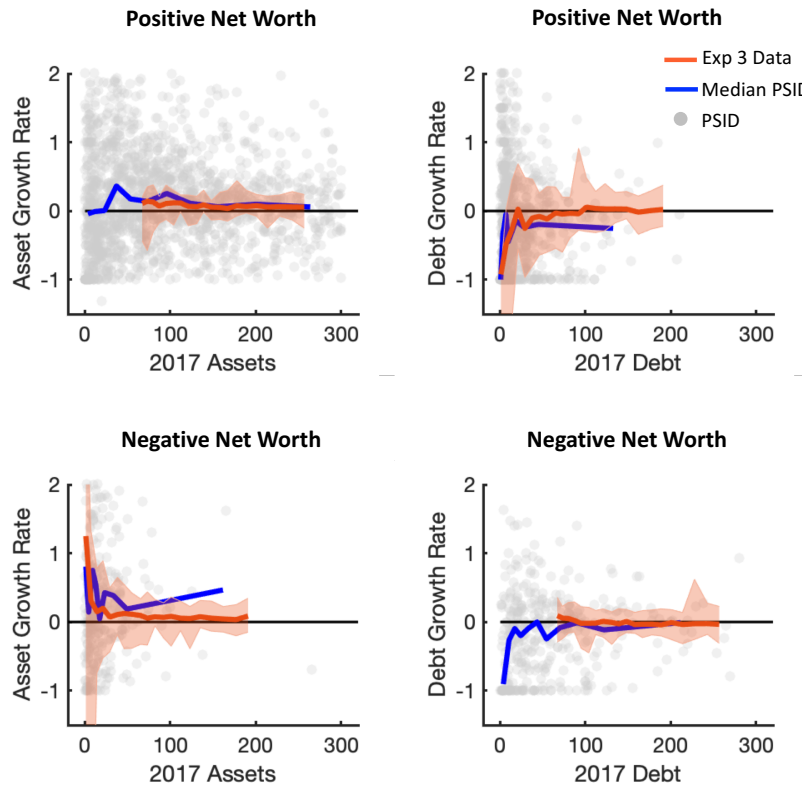 Positive Net Worth
Asset Growth Rate
2
1
0
-1
0 100 200 300
2017 Assets
Positive Net Worth
Exp 3 Data
Median PSID
PSID
Debt Growth Rate
2
1
0
-1
0 100 200 300
2017 Debt
Negative Net Worth
Asset Growth Rate
2
1
0
-1
0 100 200 300
2017 Assets
Negative Net Worth
Debt Growth Rate
2
1
0
-1
0 100 200 300
2017 Debt